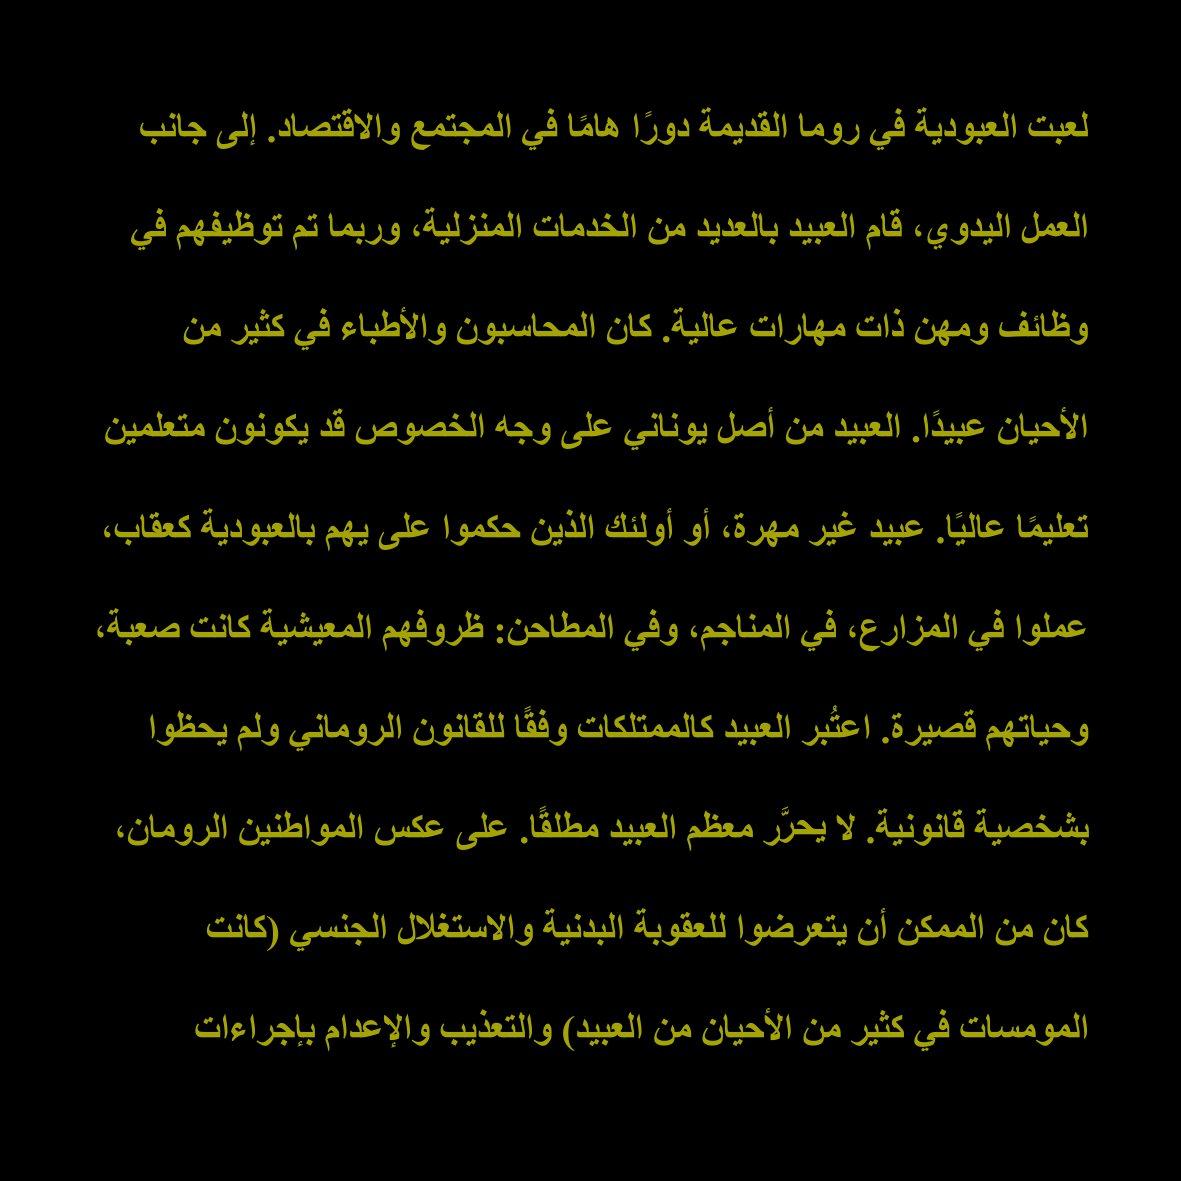 لعبت العبودية في روما القديمة دورًا هامًا في المجتمع والاقتصاد. إلى جانب
العمل اليدوي، قام العبيد بالعديد من الخدمات المنزلية، وربما تم توظيفهم في
وظائف ومهن ذات مهارات عالية. كان المحاسبون والأطباء في كثير من
الأحيان عبيدًا. العبيد من أصل يوناني على وجه الخصوص قد يكونون متعلمين
تعليمًا عاليًا. عبيد غير مهرة، أو أولئك الذين حكموا على يهم بالعبودية كعقاب،
عملوا في المزارع، في المناجم، وفي المطاحن: ظروفهم المعيشية كانت صعبة،
وحياتهم قصيرة. اعتُبر العبيد كالممتلكات وفقًا للقانون الروماني ولم يحظوا
بشخصية قانونية. لا يحرَّر معظم العبيد مطلقًا. على عكس المواطنين الرومان،
كان من الممكن أن يتعرضوا للعقوبة البدنية والاستغلال الجنسي (كانت
المومسات في كثير من الأحيان من العبيد) والتعذيب والإعدام بإجراءات